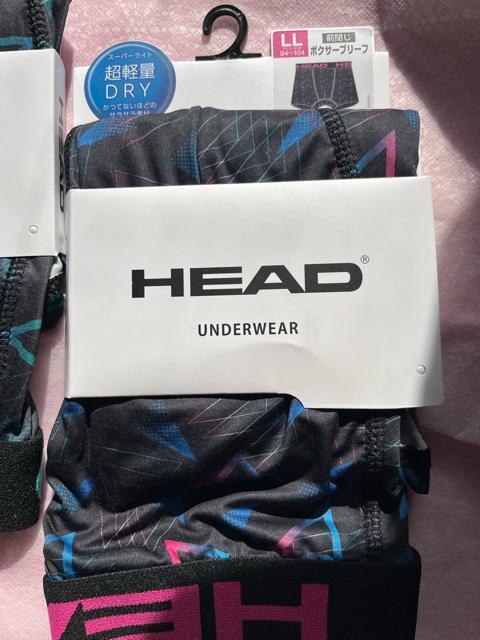 スーパーライト
超軽量
DRY
かつてないほどの
サラサラ素材
LL
94～104
前閉じ
ボクサーブリーフ
HEAD HE
HEAD®
UNDERWEAR
HE